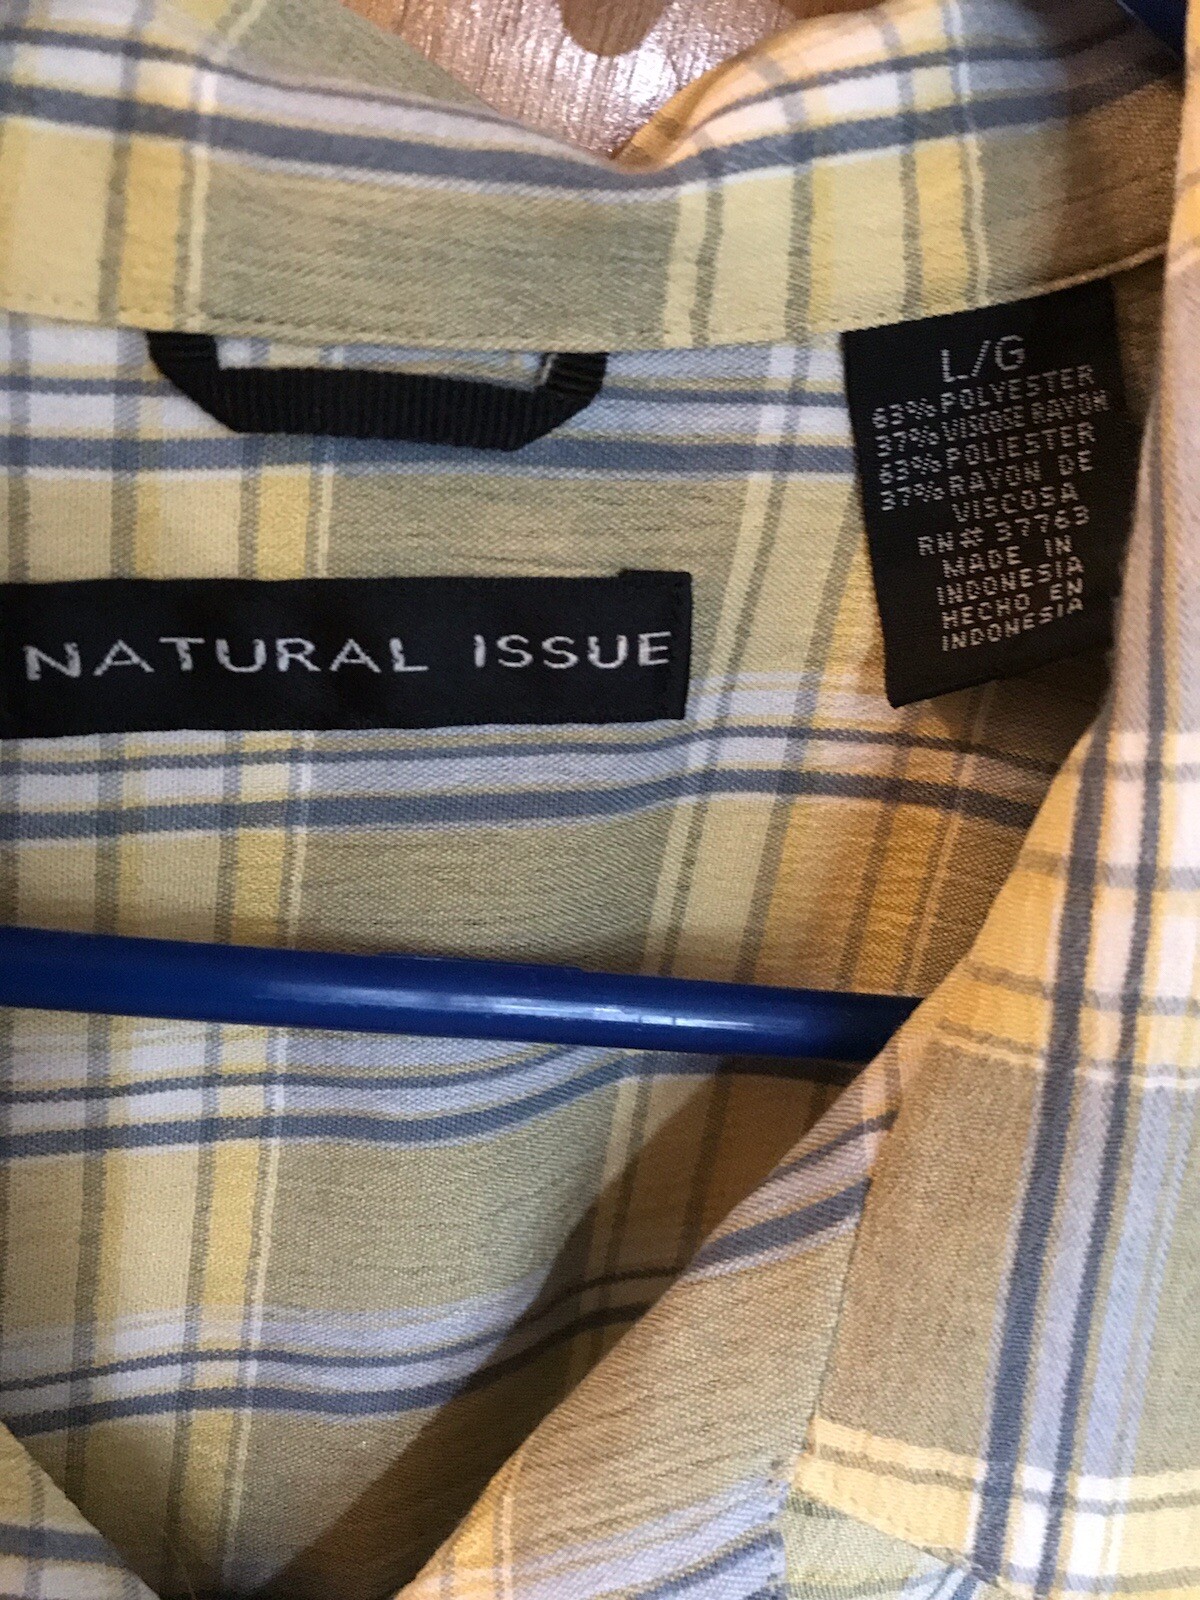 NATURAL ISSUE
L/G
63% POLYESTER
37% VISCOSE RAYON
63% POLIESTER
37% RAYON DE
VISCOSA
RN# 37763
MADE IN
INDONESIA
HECHO EN
INDONESIA